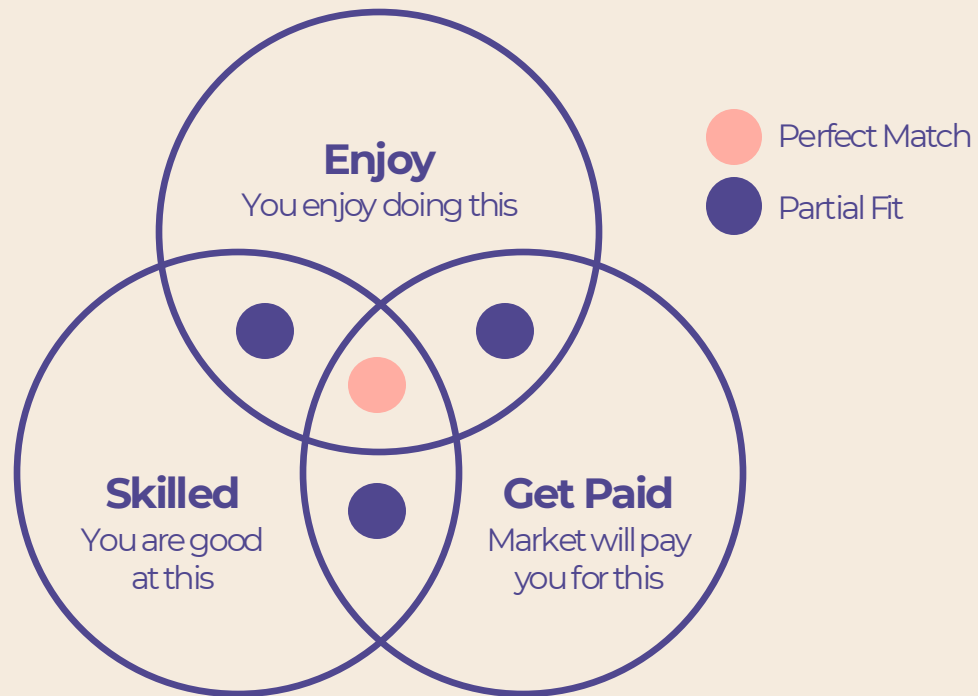 Enjoy
You enjoy doing this
Perfect Match
Partial Fit
Skilled
You are good
at this
Get Paid
Market will pay
you for this